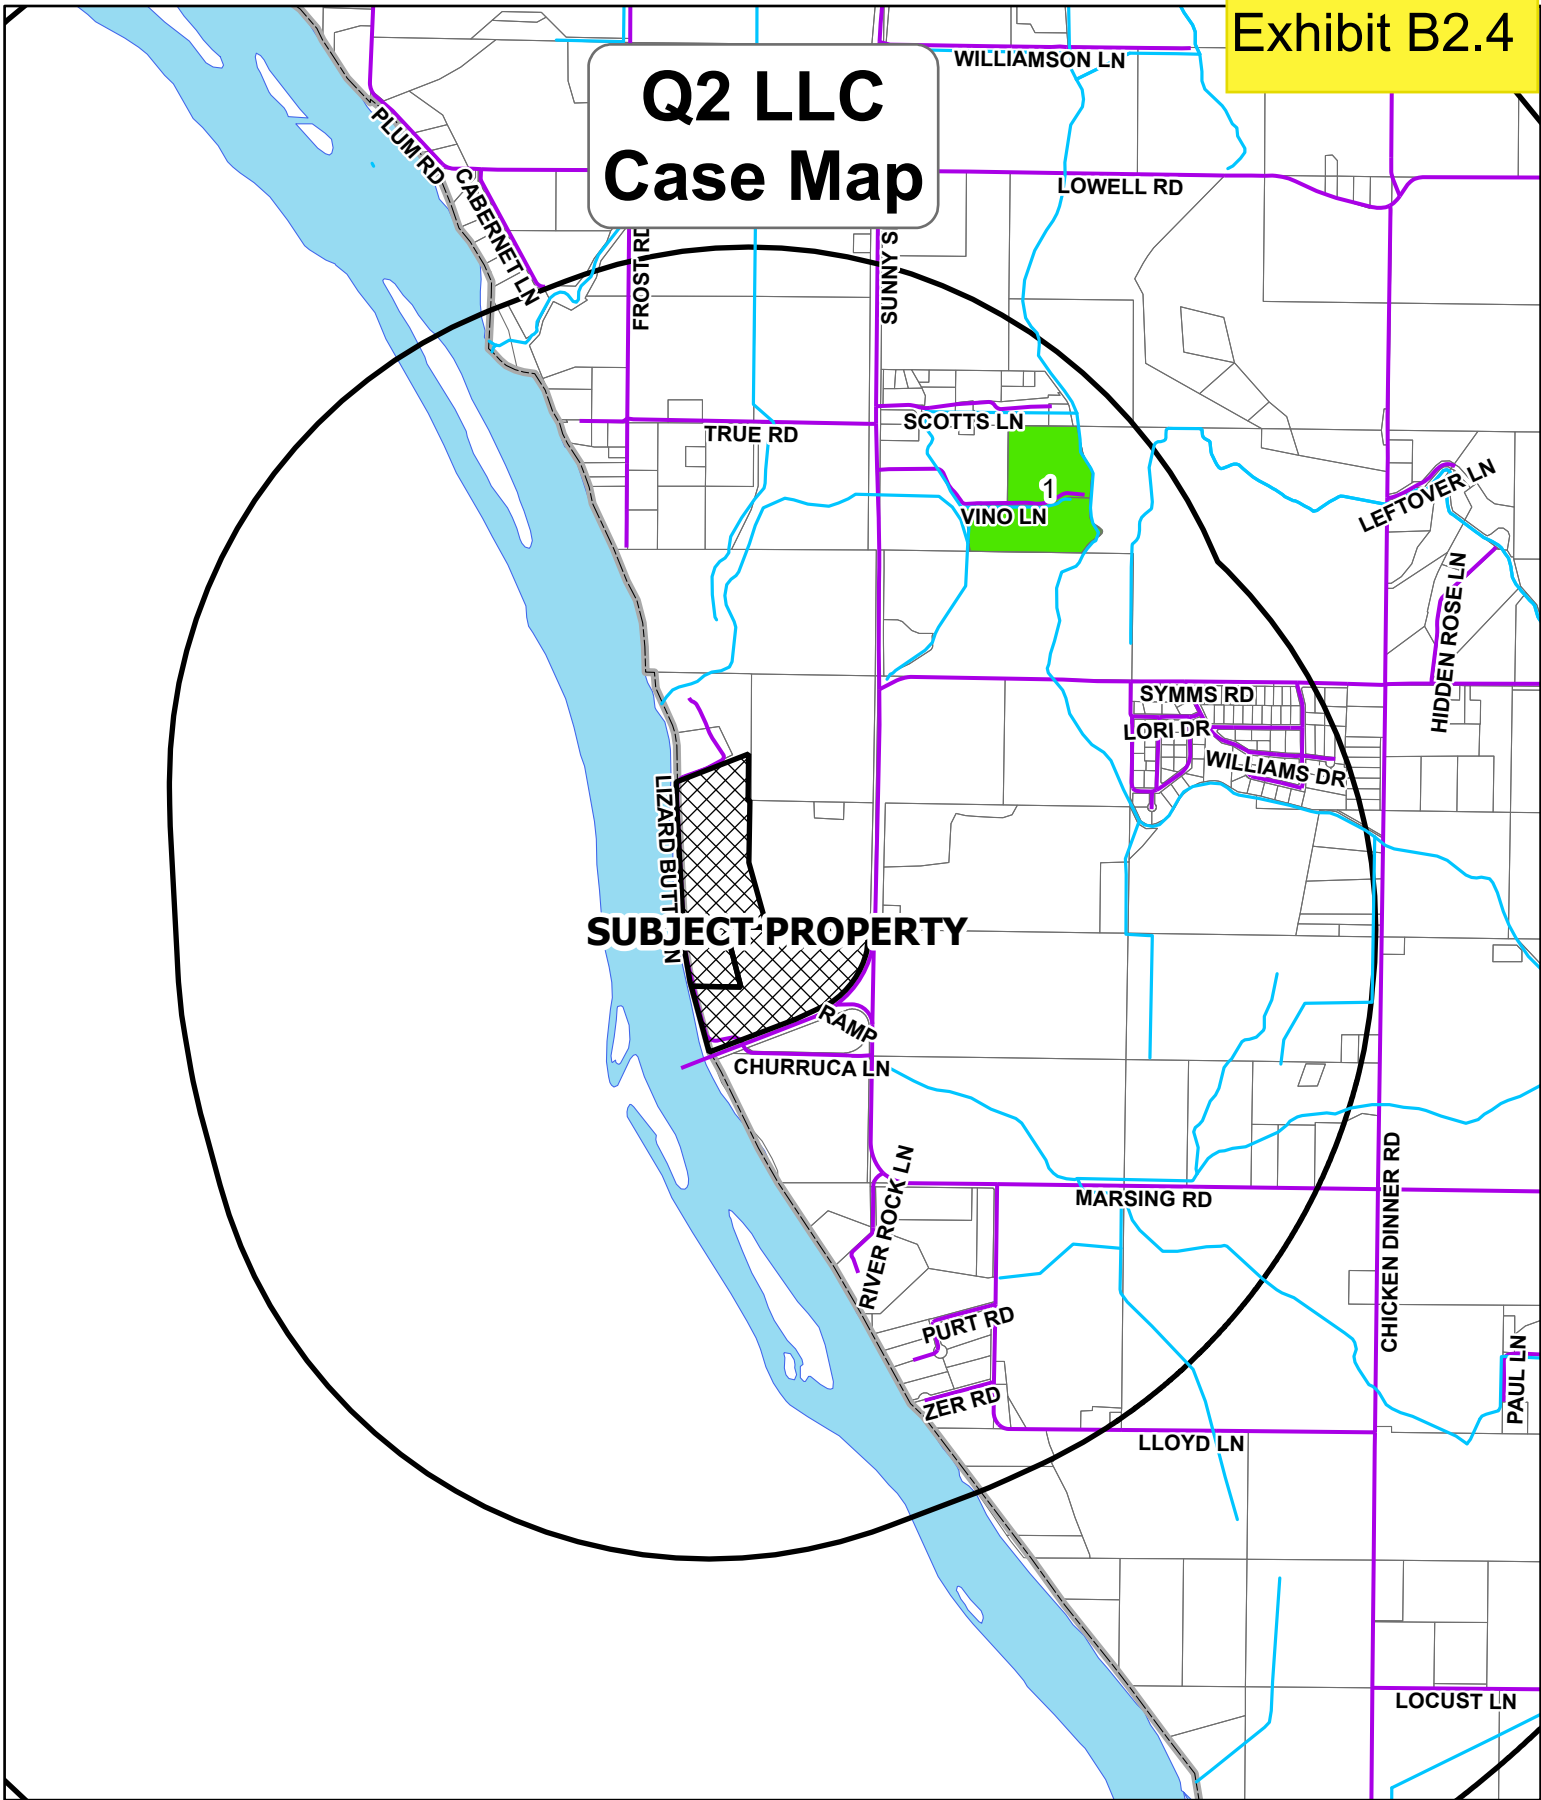 Exhibit B2.4
Q2 LLC
Case Map
WILLIAMSON LN
PLUM RD
CABERNET LN
LOWELL RD
FROST RD
SUNNY S
SCOTTS LN
TRUE RD
1
VINO LN
LEFTOVER LN
HIDDEN ROSE LN
SYMMS RD
LORI DR
WILLIAMS DR
LIZARD BUTT
N
SUBJECT PROPERTY
RAMP
CHURRUCA LN
RIVER ROCK LN
MARSING RD
CHICKEN DINNER RD
PURT RD
ZER RD
PAUL LN
LLOYD LN
LOCUST LN